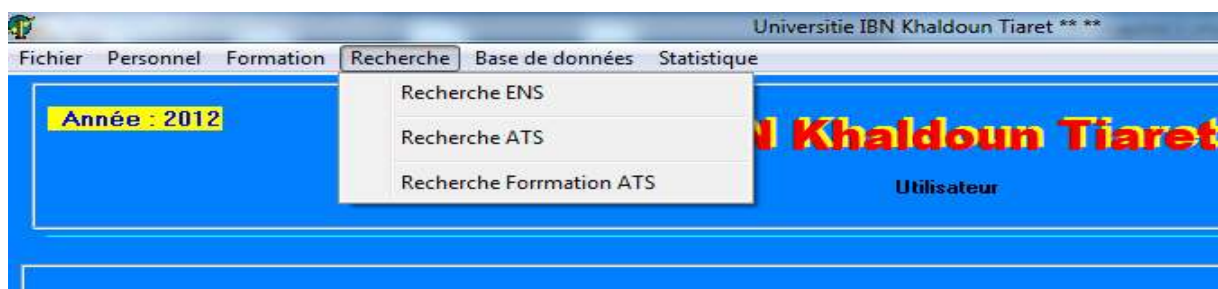 Universitie IBN Khaldoun Tiaret ** **
Fichier Personnel Formation Recherche Base de données Statistique
Recherche ENS
Recherche ATS
Recherche Forrmation ATS
Année : 2012
N Khaldoun Tiaret
Utilisateur